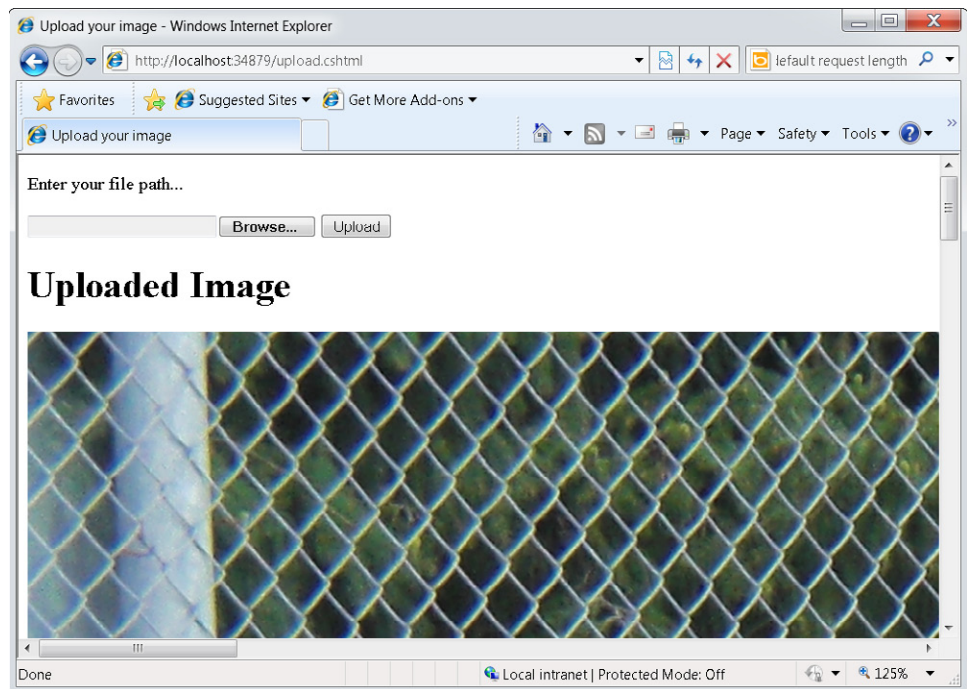 Upload your image - Windows Internet Explorer
http://localhost:34879/upload.cshtml
lefault request length
Favorites Suggested Sites Get More Add-ons
Upload your image Page Safety Tools
Enter your file path...
Browse... Upload
Uploaded Image
Done Local intranet | Protected Mode: Off 125%